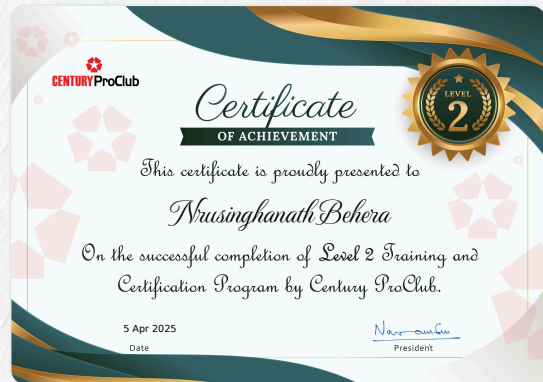 CENTURY ProClub
LEVEL
2
Certificate
OF ACHIEVEMENT
This certificate is proudly presented to
Nrusinghanath Behera
On the successful completion of Level 2 Training and
Certification Program by Century ProClub.
5 Apr 2025
Date
President